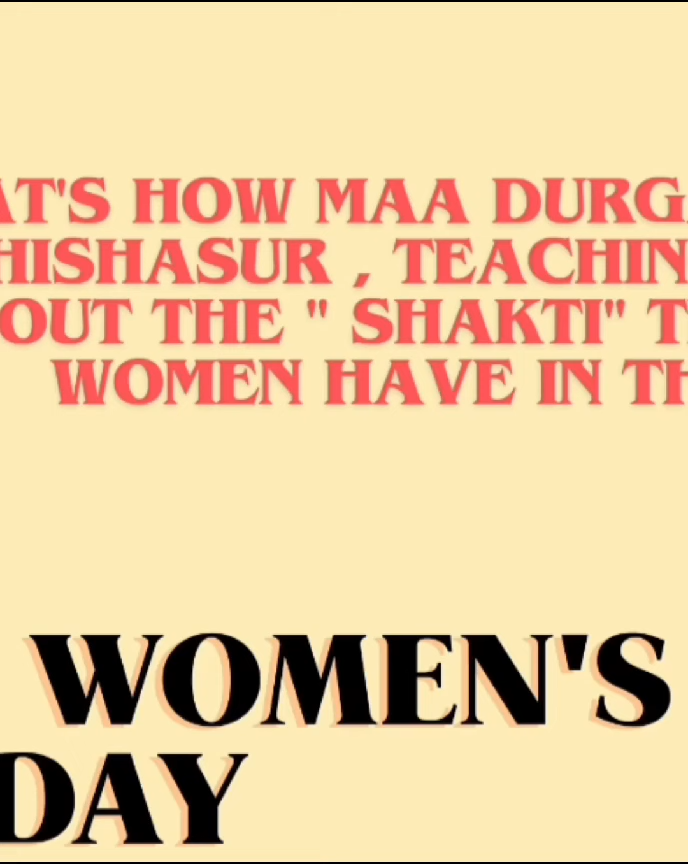 AT'S HOW MAA DURG
HISHASUR , TEACHIN
OUT THE " SHAKTI" T
WOMEN HAVE IN TH
WOMEN'S
DAY